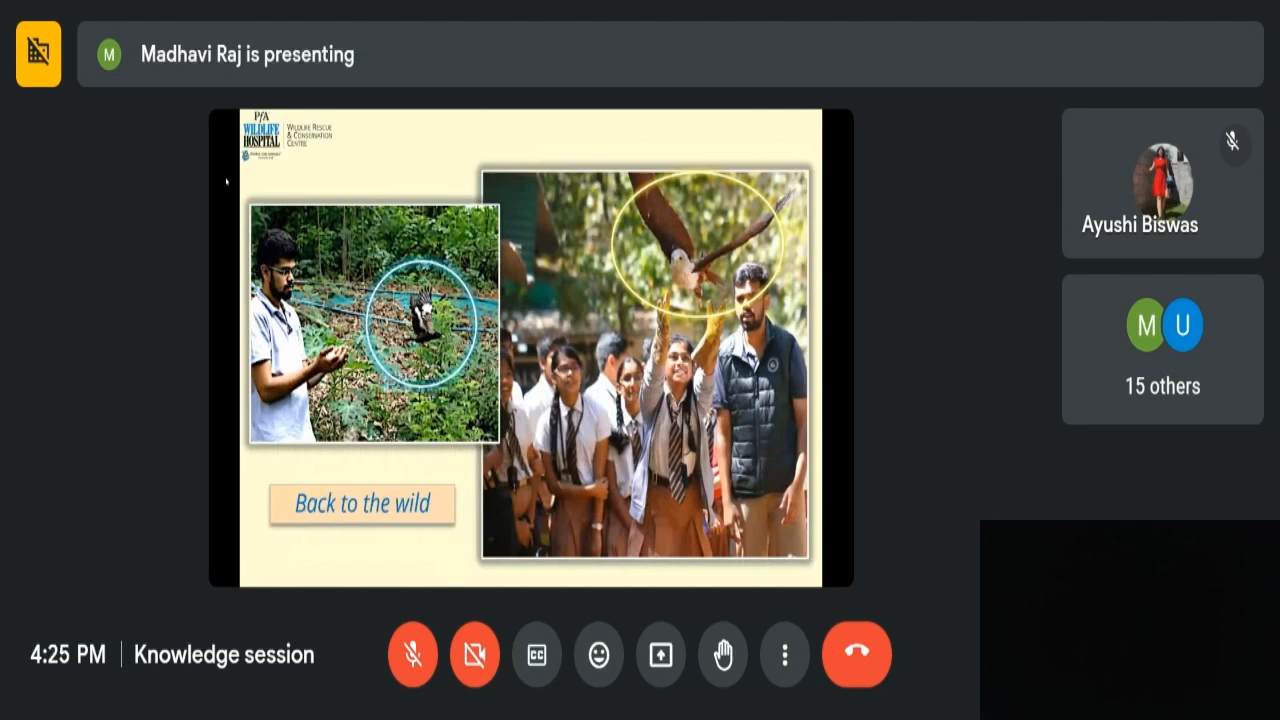 M
Madhavi Raj is presenting
PfA
WILDLIFE
HOSPITAL
WILDLIFE RESCUE
& CONSERVATION
CENTRE
Back to the wild
Ayushi Biswas
M U
15 others
4:25 PM | Knowledge session
CC